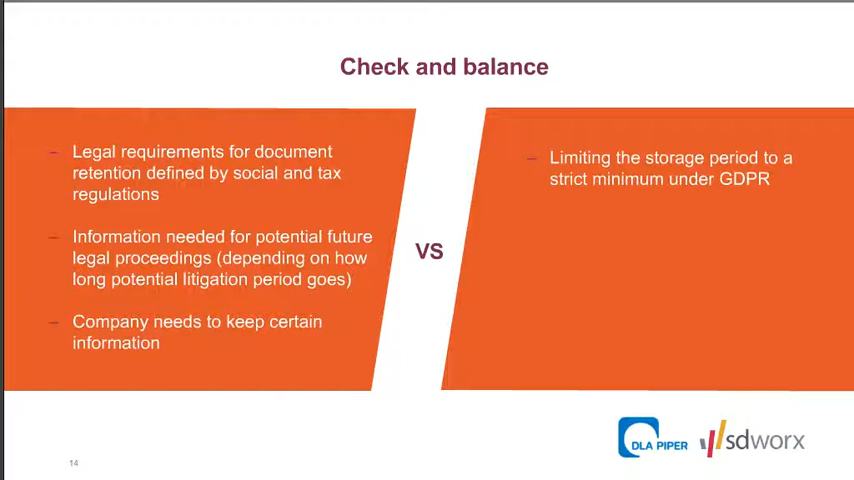 Check and balance
– Legal requirements for document
retention defined by social and tax
regulations
– Information needed for potential future
legal proceedings (depending on how
long potential litigation period goes)
– Company needs to keep certain
information
VS
– Limiting the storage period to a
strict minimum under GDPR
DLA PIPER
sdworx
14